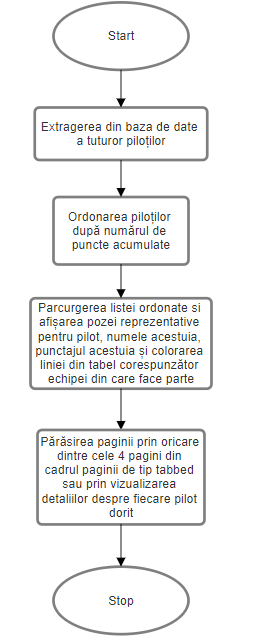 Start
Extragerea din baza de date
a tuturor piloților
Ordonarea piloților
după numărul de
puncte acumulate
Parcurgerea listei ordonate si
afișarea pozei reprezentative
pentru pilot, numele acestuia,
punctajul acestuia și colorarea
liniei din tabel corespunzător
echipei din care face parte
Părăsirea paginii prin oricare
dintre cele 4 pagini din
cadrul paginii de tip tabbed
sau prin vizualizarea
detaliilor despre fiecare pilot
dorit
Stop